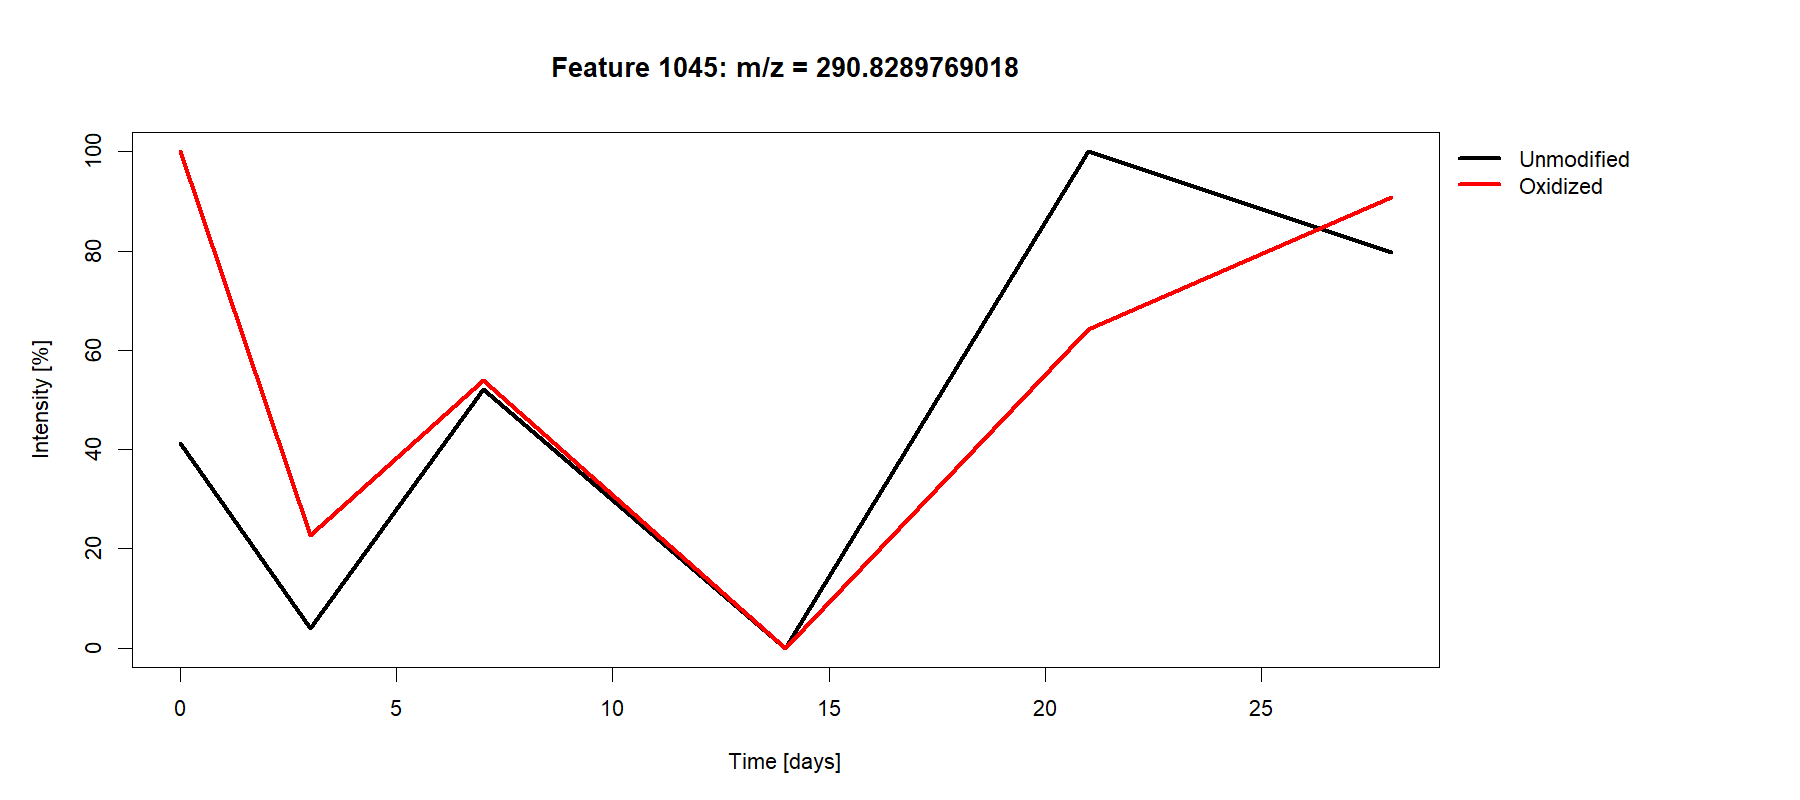 Feature 1045: m/z = 290.8289769018
Unmodified
Oxidized
Intensity [%]
100
80
60
40
20
0
0 5 10 15 20 25
Time [days]